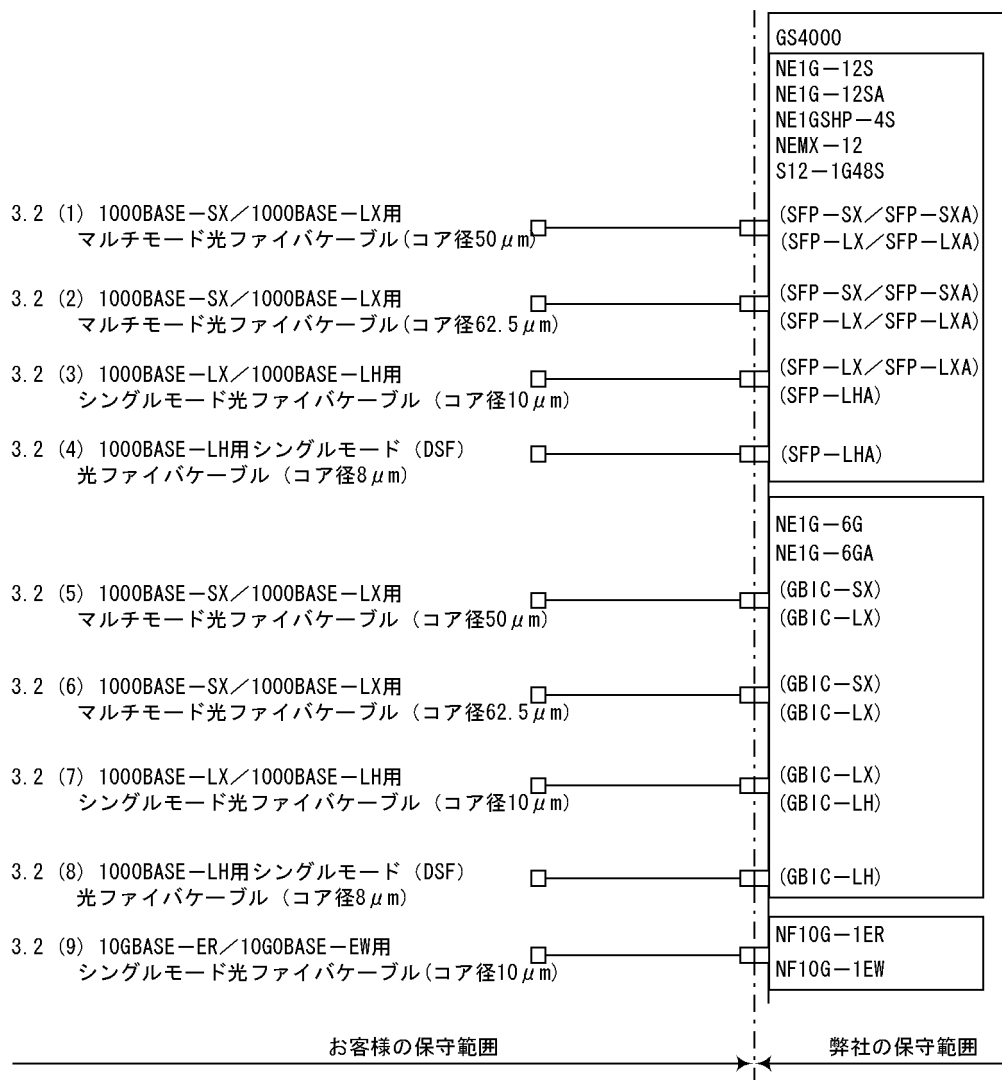 GS4000
NE1G－12S
NE1G－12SA
NE1GSHP－4S
NEMX－12
S12－1G48S
3.2 (1) 1000BASE－SX／1000BASE－LX用
マルチモード光ファイバケーブル(コア径50μm)
(SFP－SX／SFP－SXA)
(SFP－LX／SFP－LXA)
3.2 (2) 1000BASE－SX／1000BASE－LX用
マルチモード光ファイバケーブル(コア径62.5μm)
(SFP－SX／SFP－SXA)
(SFP－LX／SFP－LXA)
3.2 (3) 1000BASE－LX／1000BASE－LH用
シングルモード光ファイバケーブル (コア径10μm)
(SFP－LX／SFP－LXA)
(SFP－LHA)
3.2 (4) 1000BASE－LH用シングルモード (DSF)
光ファイバケーブル (コア径8μm)
(SFP－LHA)
NE1G－6G
NE1G－6GA
3.2 (5) 1000BASE－SX／1000BASE－LX用
マルチモード光ファイバケーブル (コア径50μm)
(GBIC－SX)
(GBIC－LX)
3.2 (6) 1000BASE－SX／1000BASE－LX用
マルチモード光ファイバケーブル (コア径62.5μm)
(GBIC－SX)
(GBIC－LX)
3.2 (7) 1000BASE－LX／1000BASE－LH用
シングルモード光ファイバケーブル (コア径10μm)
(GBIC－LX)
(GBIC－LH)
3.2 (8) 1000BASE－LH用シングルモード (DSF)
光ファイバケーブル (コア径8μm)
(GBIC－LH)
3.2 (9) 10GBASE－ER／10G0BASE－EW用
シングルモード光ファイバケーブル(コア径10μm)
NF10G－1ER
NF10G－1EW
お客様の保守範囲
弊社の保守範囲